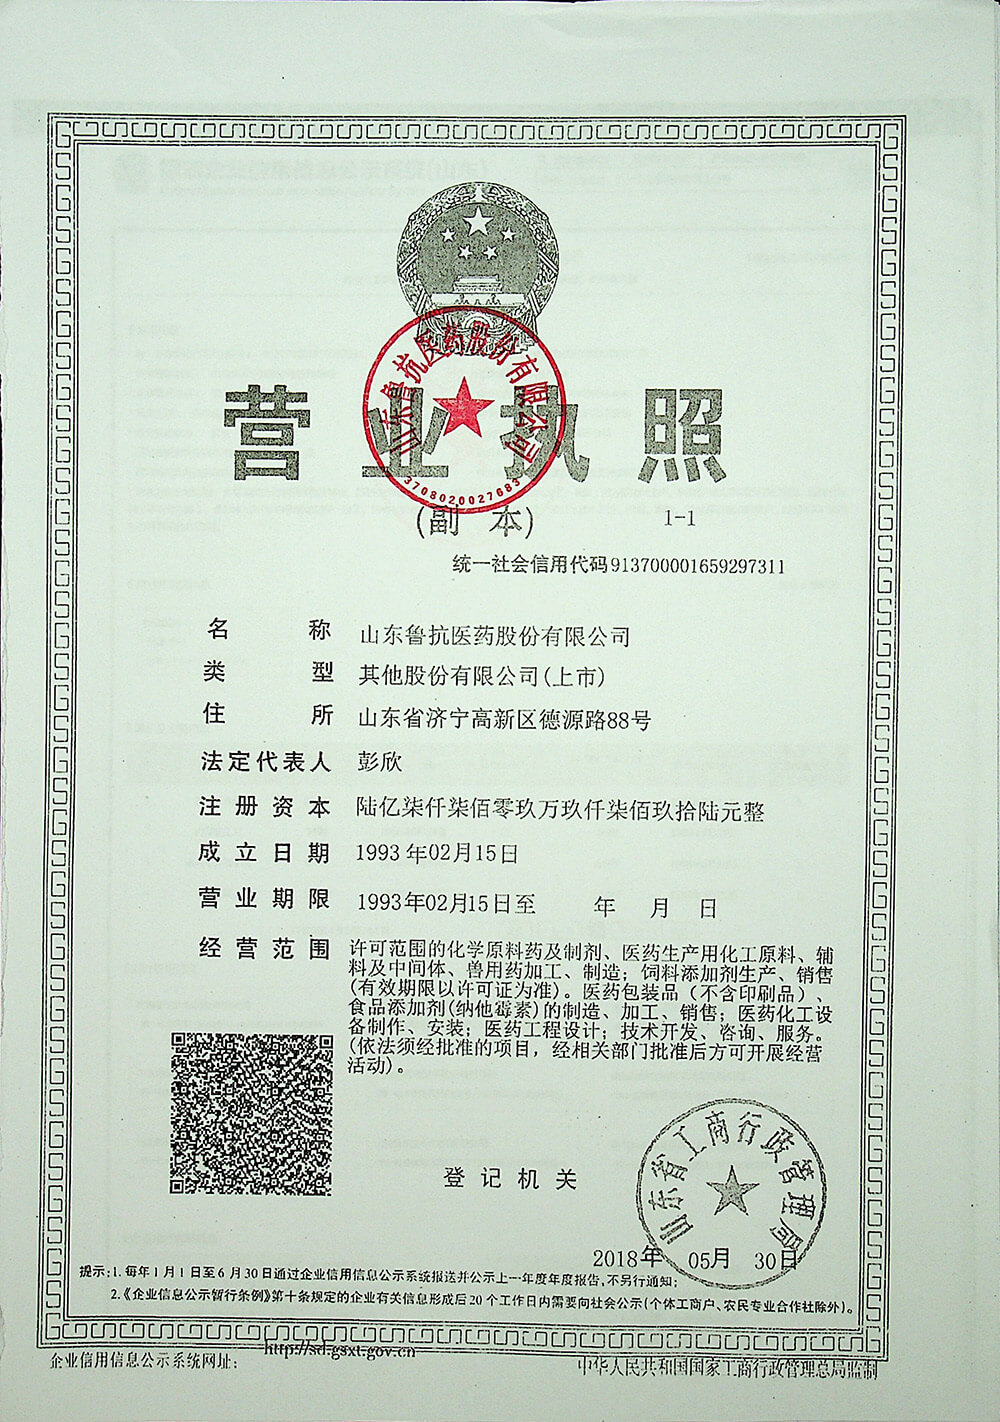 山东鲁抗医药股份有限公司
3708020027683
营业执照
(副 本)
1-1
统一社会信用代码913700001659297311
名 称 山东鲁抗医药股份有限公司
类 型 其他股份有限公司(上市)
住 所 山东省济宁高新区德源路88号
法定代表人 彭欣
注册资本 陆亿柒仟柒佰零玖万玖仟柒佰玖拾陆元整
成立日期 1993年02月15日
营业期限 1993年02月15日至 年 月 日
经营范围 许可范围的化学原料药及制剂、医药生产用化工原料、辅
料及中间体、兽用药加工、制造；饲料添加剂生产、销售
(有效期限以许可证为准)。医药包装品（不含印刷品）、
食品添加剂(纳他霉素)的制造、加工、销售；医药化工设
备制作、安装；医药工程设计；技术开发、咨询、服务。
(依法须经批准的项目，经相关部门批准后方可开展经营
活动)。
登记机关
山东省工商行政管理局
2018年 05月 30日
提示:1.每年1月1日至6月30日通过企业信用信息公示系统报送并公示上一年度年度报告,不另行通知;
2.《企业信息公示暂行条例》第十条规定的企业有关信息形成后20个工作日内需要向社会公示(个体工商户、农民专业合作社除外)。
企业信用信息公示系统网址: http://sd.gsxt.gov.cn
中华人民共和国国家工商行政管理总局监制